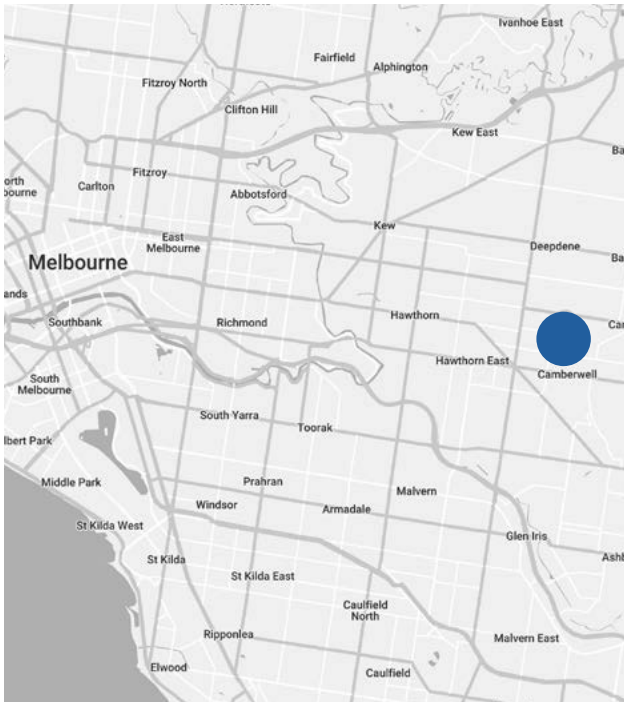 Ivanhoe East
Fairfield
Alphington
Fitzroy North
Clifton Hill
Kew East
Ba
Fitzroy
orth
bourne
Carlton
Abbotsford
Kew
East
Melbourne
Deepdene
Melbourne
Ba
ands
Southbank
Richmond
Hawthorn
Car
Hawthorn East
Camberwell
South
Melbourne
South Yarra
Toorak
lbert Park
Middle Park
Prahran
Malvern
Windsor
Armadale
St Kilda West
Glen Iris
St Kilda
Ashb
St Kilda East
Caulfield
North
Ripponlea
Malvern East
Elwood
Caulfield